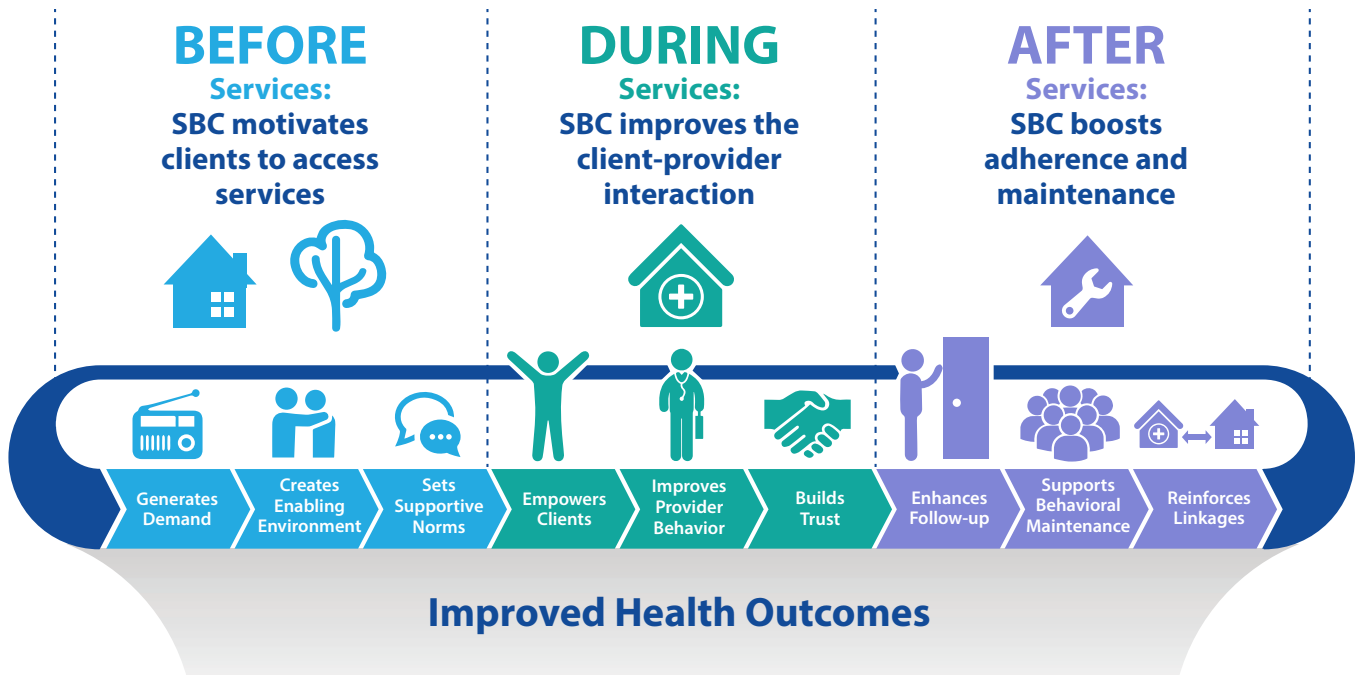 BEFORE
Services:
SBC motivates
clients to access
services
DURING
Services:
SBC improves the
client-provider
interaction
AFTER
Services:
SBC boosts
adherence and
maintenance
Generates
Demand
Creates
Enabling
Environment
Sets
Supportive
Norms
Empowers
Clients
Improves
Provider
Behavior
Builds
Trust
Enhances
Follow-up
Supports
Behavioral
Maintenance
Reinforces
Linkages
Improved Health Outcomes